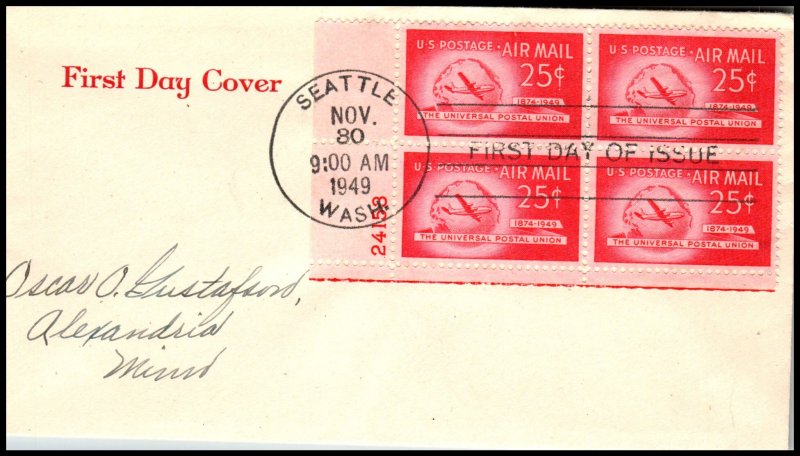 First Day Cover
SEATTLE
NOV.
30
9:00 AM
1949
WASH.
U.S. POSTAGE · AIR MAIL
25¢
1874-1949
THE UNIVERSAL POSTAL UNION
U.S. POSTAGE · AIR MAIL
25¢
1874-1949
THE UNIVERSAL POSTAL UNION
FIRST DAY OF ISSUE
U.S. POSTAGE · AIR MAIL
25¢
1874-1949
THE UNIVERSAL POSTAL UNION
U.S. POSTAGE · AIR MAIL
25¢
1874-1949
THE UNIVERSAL POSTAL UNION
24153
Oscar O. Gustafson,
Alexandria
Minn